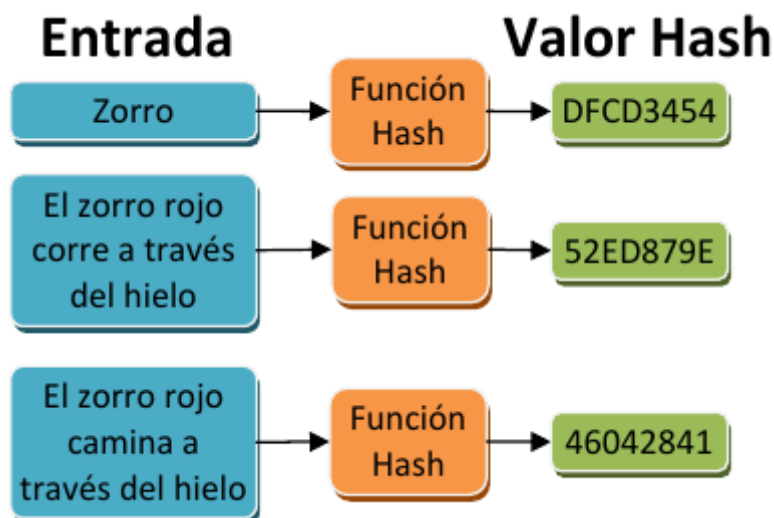 Entrada
Valor Hash
Zorro
Función
Hash
DFCD3454
El zorro rojo
corre a través
del hielo
Función
Hash
52ED879E
El zorro rojo
camina a
través del hielo
Función
Hash
46042841